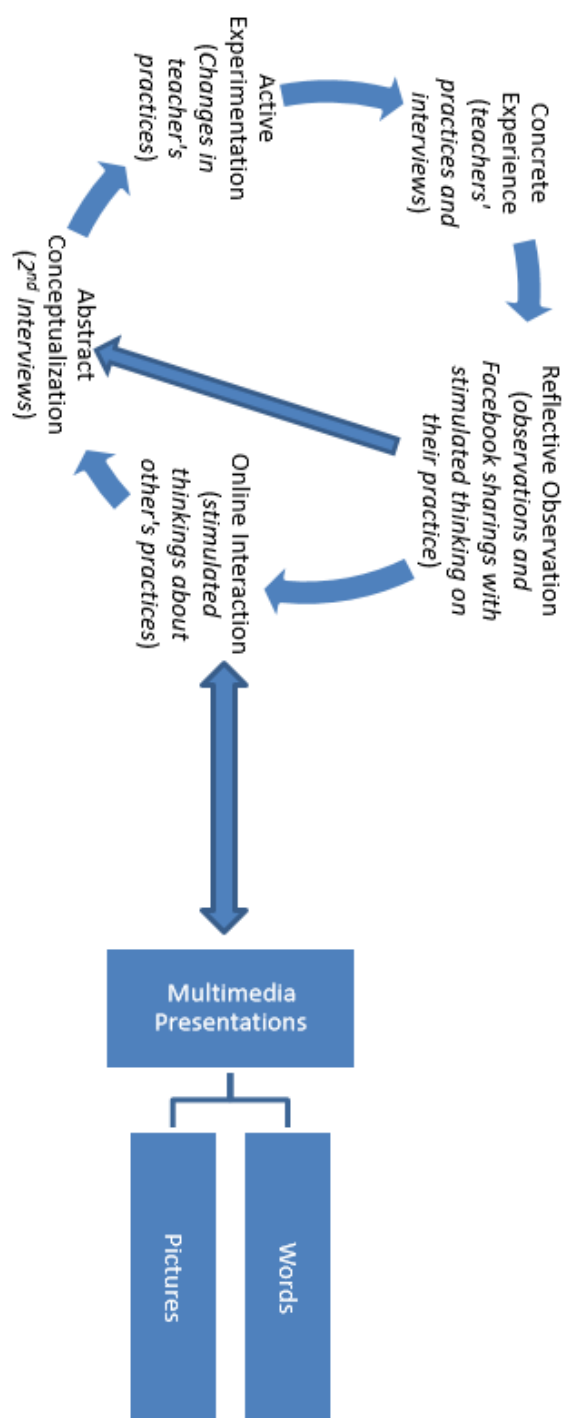 Concrete
Experience
(teachers'
practices and
interviews)
Reflective Observation
(observations and
Facebook sharings with
stimulated thinking on
their practice)
Online Interaction
(stimulated
thinkings about
other's practices)
Abstract
Conceptualization
(2nd Interviews)
Active
Experimentation
(Changes in
teacher's
practices)
Multimedia
Presentations
Words
Pictures